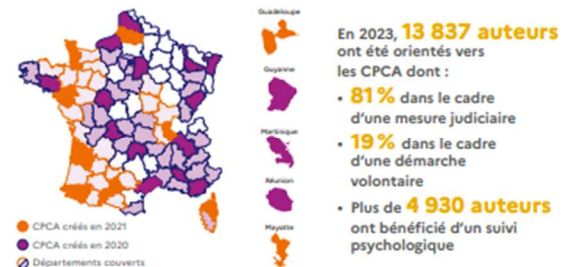 Guadeloupe
Guyanne
Martinique
Réunion
Mayotte
CPCA créés en 2021
CPCA créés en 2020
Départements couverts
En 2023, 13 837 auteurs
ont été orientés vers
les CPCA dont :
• 81 % dans le cadre
d'une mesure judiciaire
• 19 % dans le cadre
d'une démarche
volontaire
• Plus de 4 930 auteurs
ont bénéficié d'un suivi
psychologique